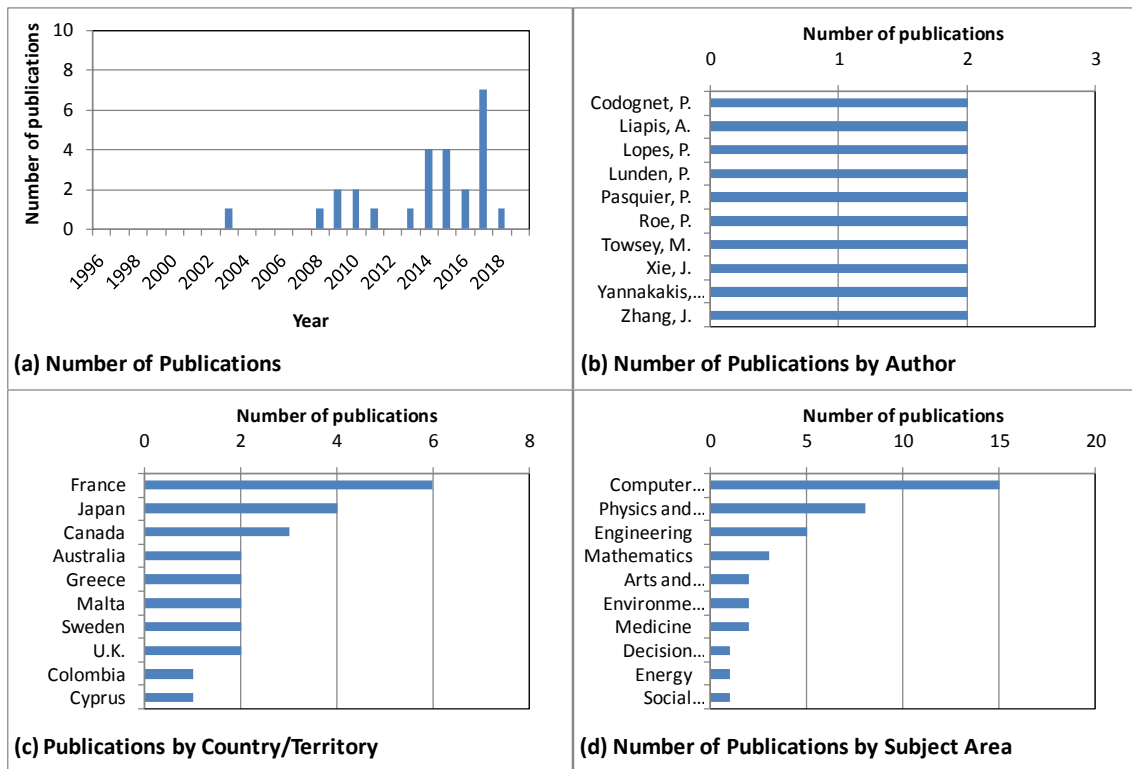 10
8
6
4
2
0
Number of publications
1996
1998
2000
2002
2004
2006
2008
2010
2012
2014
2016
2018
Year
(a) Number of Publications
Number of publications
0 1 2 3
Codognet, P.
Liapis, A.
Lopes, P.
Lunden, P.
Pasquier, P.
Roe, P.
Towsey, M.
Xie, J.
Yannakakis,...
Zhang, J.
(b) Number of Publications by Author
Number of publications
0 2 4 6 8
France
Japan
Canada
Australia
Greece
Malta
Sweden
U.K.
Colombia
Cyprus
(c) Publications by Country/Territory
Number of publications
0 5 10 15 20
Computer...
Physics and...
Engineering
Mathematics
Arts and...
Environme...
Medicine
Decision...
Energy
Social...
(d) Number of Publications by Subject Area